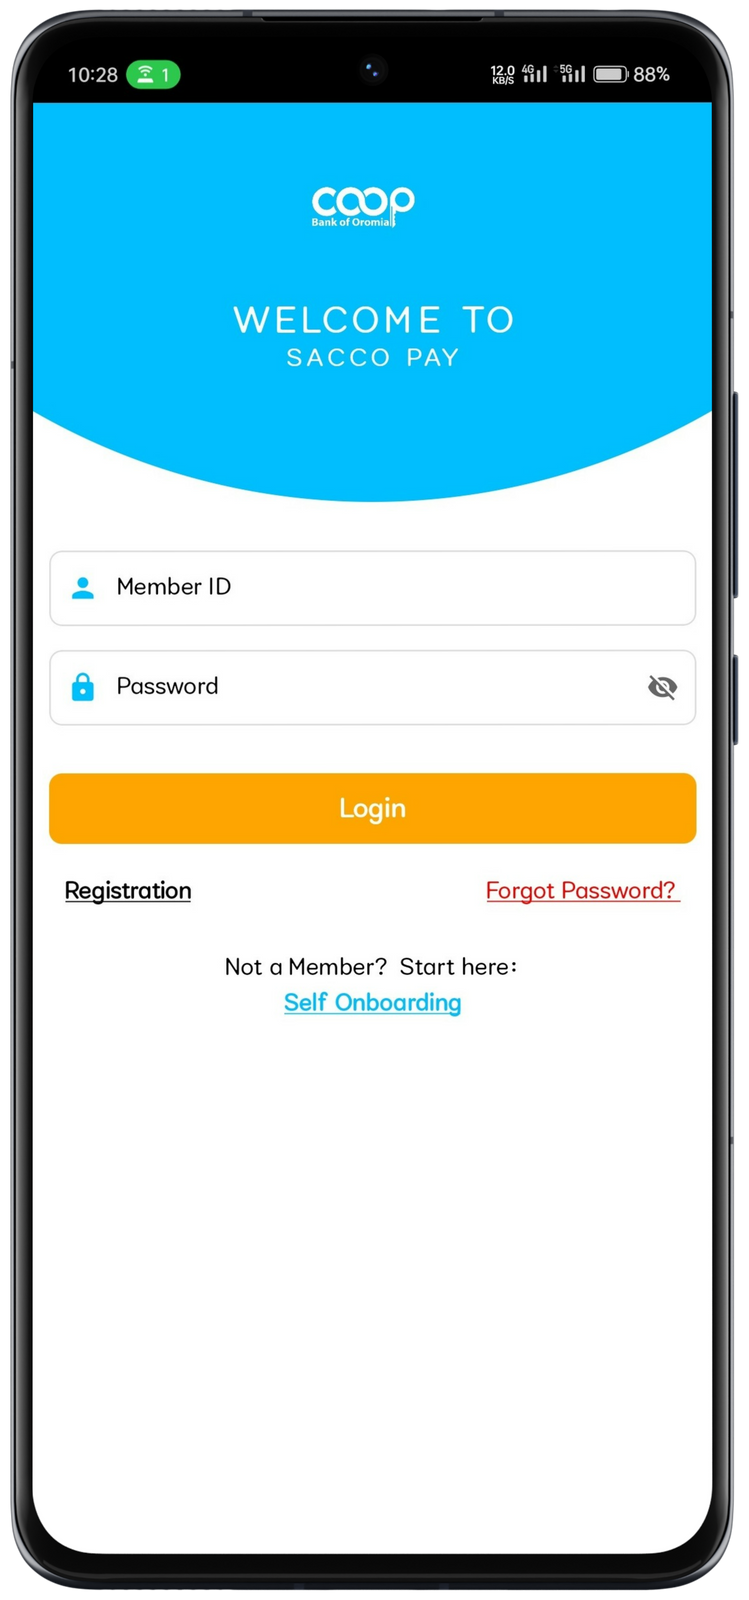 10:28 1 12.0 KB/S 4G 5G 88%
coop
Bank of Oromia
WELCOME TO
SACCO PAY
Member ID
Password
Login
Registration Forgot Password?
Not a Member? Start here:
Self Onboarding